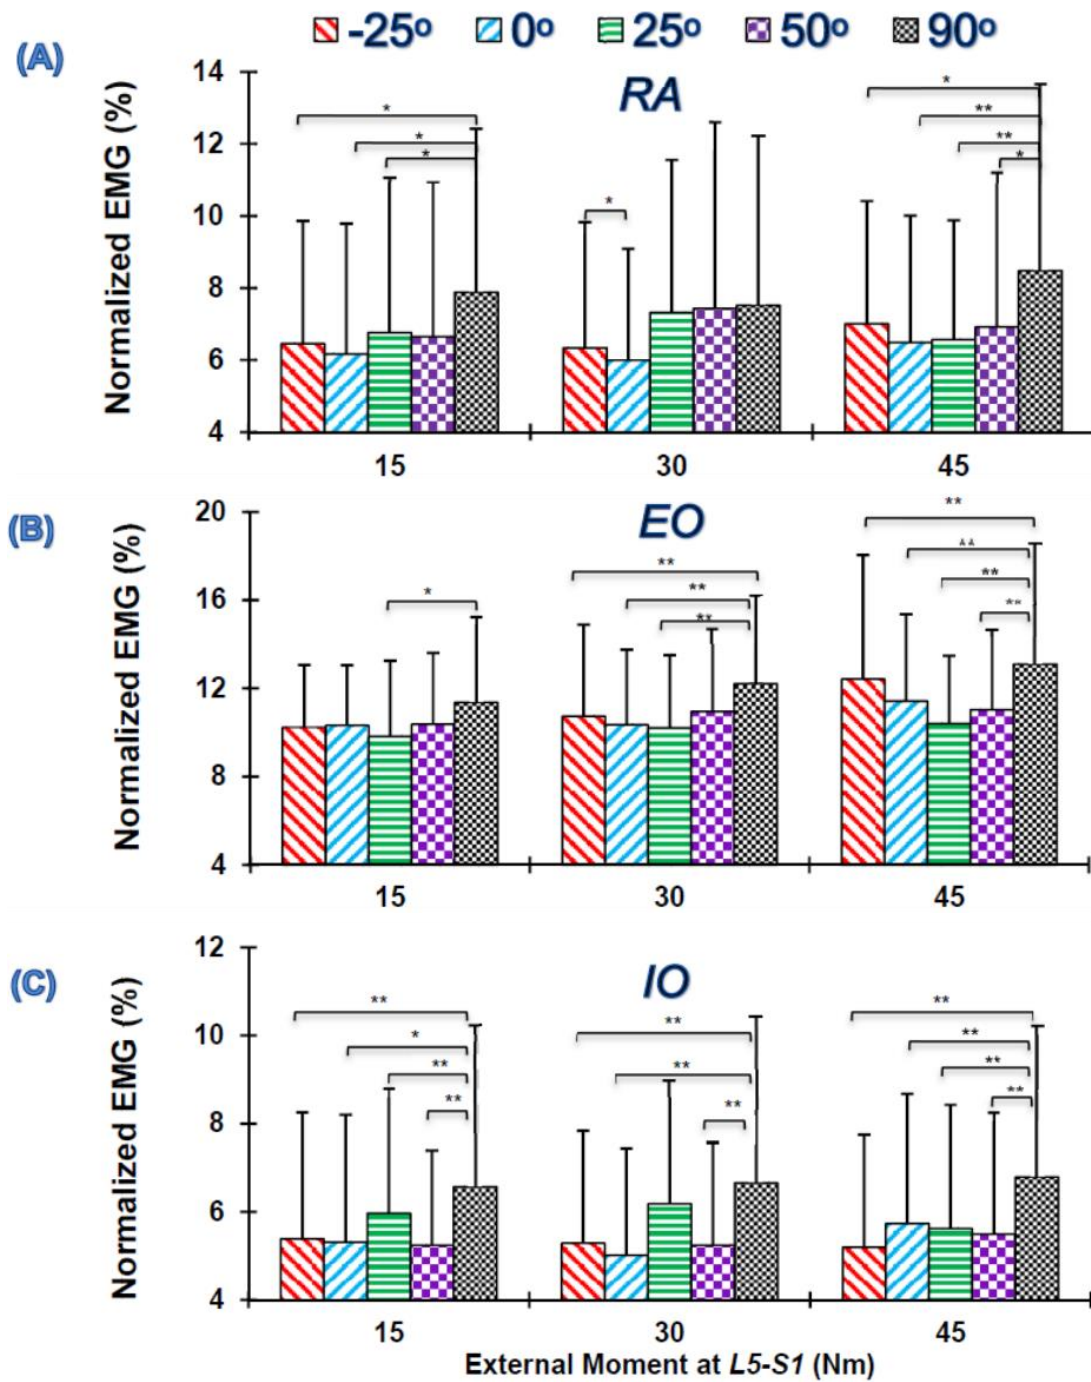 -25° 0° 25° 50° 90°
(A)
RA
Normalized EMG (%)
14
12
10
8
6
4
* * *
*
* ** ** *
15 30 45
(B)
EO
Normalized EMG (%)
20
16
12
8
4
*
** ** **
** ** ** **
15 30 45
(C)
IO
Normalized EMG (%)
12
10
8
6
4
** * ** **
** ** **
** ** ** **
15 30 45
External Moment at L5-S1 (Nm)